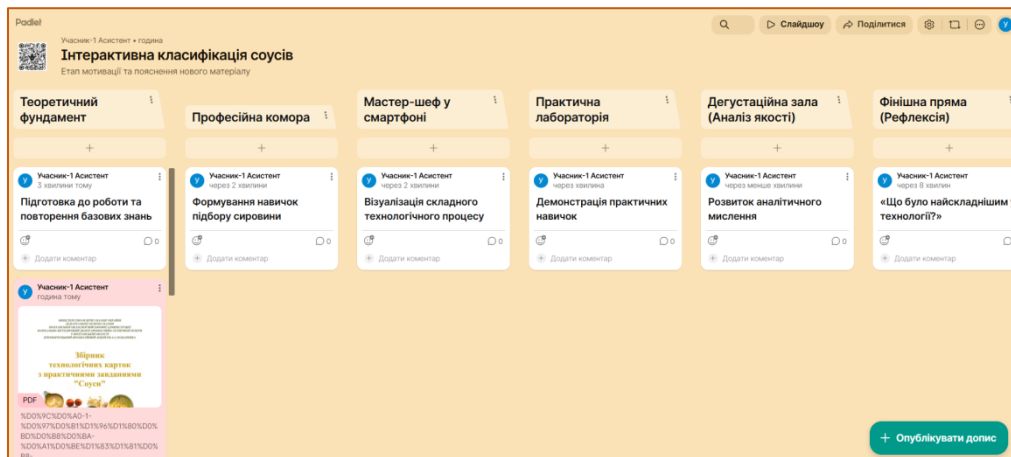 Padlet
Учасник-1 Асистент • година
Інтерактивна класифікація соусів
Етап мотивації та пояснення нового матеріалу
Слайдшоу
Поділитися
Теоретичний
фундамент
Професійна комора
Мастер-шеф у
смартфоні
Практична
лабораторія
Дегустаційна зала
(Аналіз якості)
Фінішна пряма
(Рефлексія)
У
Учасник-1 Асистент
3 хвилини тому
Підготовка до роботи та
повторення базових знань
0
Додати коментар
У
Учасник-1 Асистент
через 2 хвилини
Формування навичок
підбору сировини
0
Додати коментар
У
Учасник-1 Асистент
через 2 хвилини
Візуалізація складного
технологічного процесу
0
Додати коментар
У
Учасник-1 Асистент
через хвилина
Демонстрація практичних
навичок
0
Додати коментар
У
Учасник-1 Асистент
через менше хвилини
Розвиток аналітичного
мислення
0
Додати коментар
У
Учасник-1 Асистент
через 8 хвилин
«Що було найскладнішим у
технології?»
Додати коментар
У
Учасник-1 Асистент
година тому
Збірник
технологічних карток
з практичними завданнями
"Соуси"
PDF
%D0%9C%D0%A0-1-
%D0%97%D0%B1%D1%96%D1%80%D0%
BD%D0%B8%D0%BA-
%D0%A1%D0%BE%D1%83%D1%81%D0%
B8-
Опублікувати допис